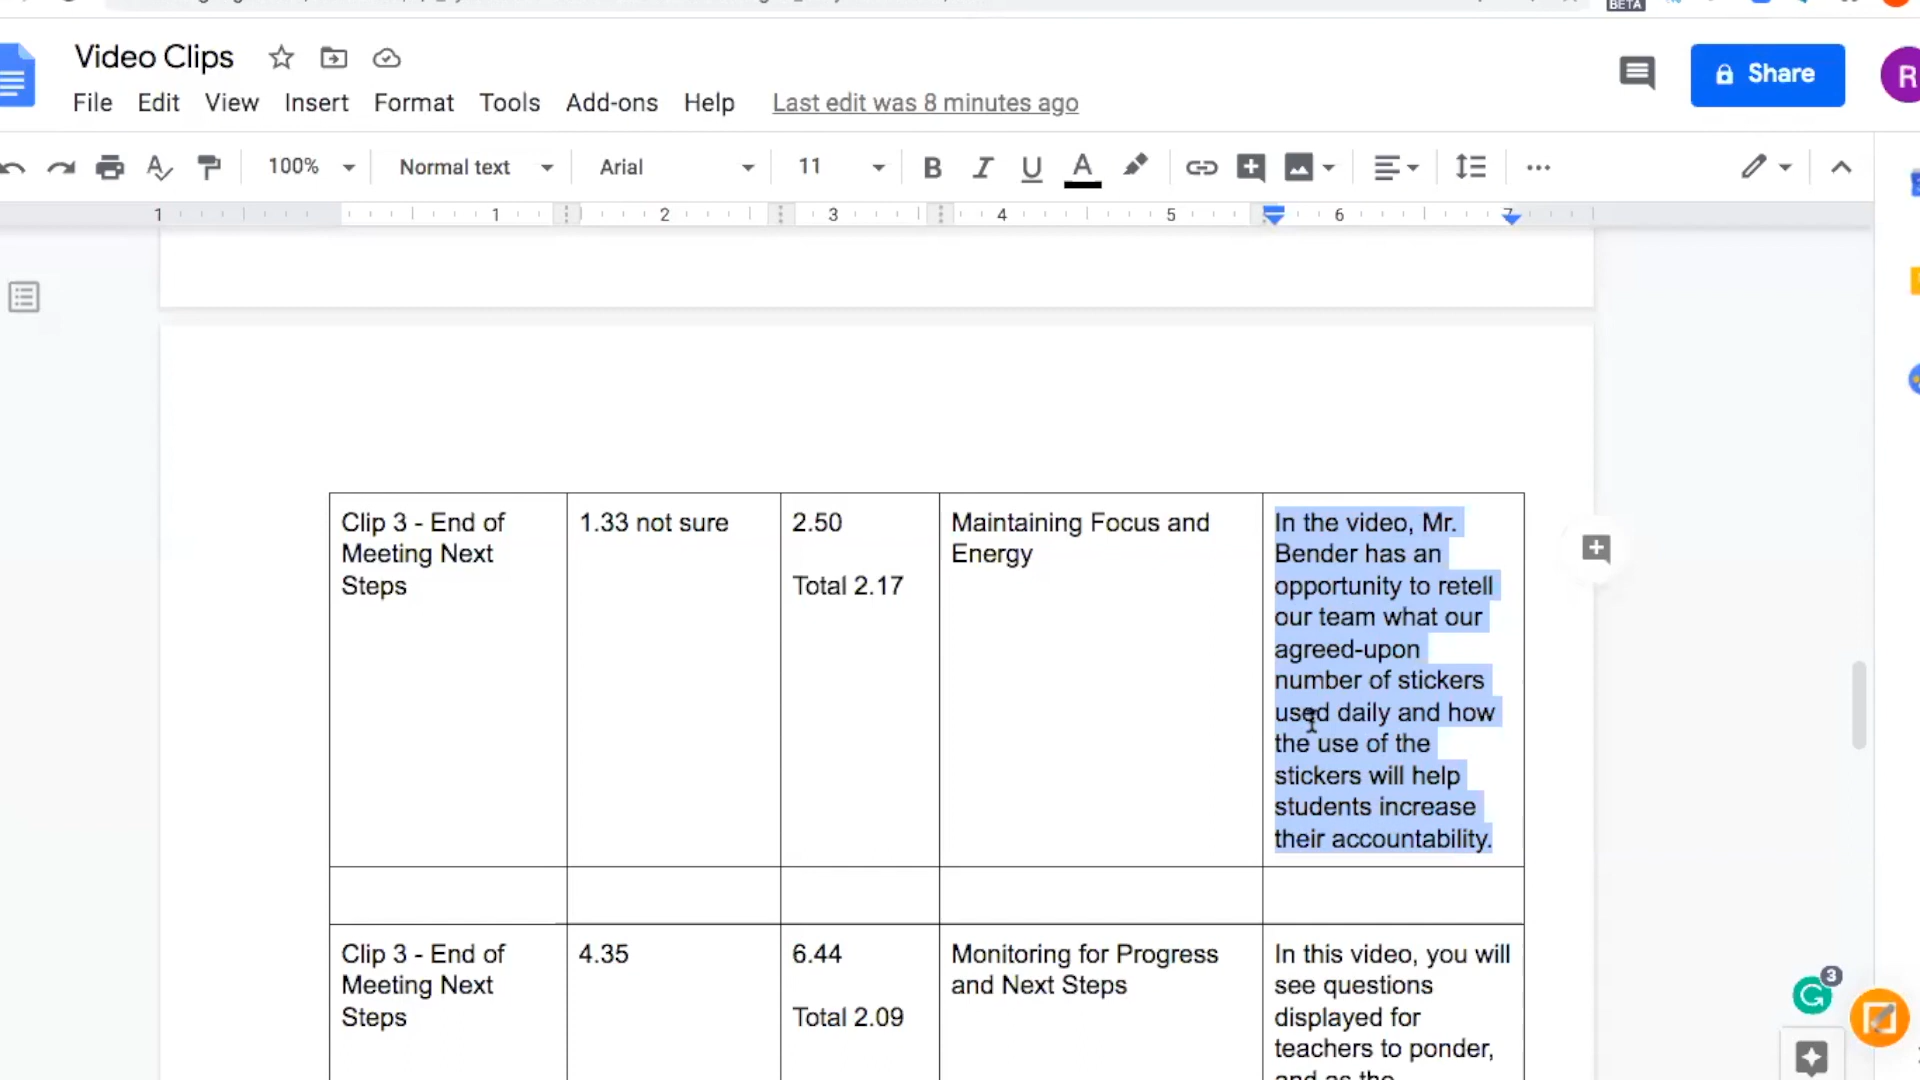 BETA
Video Clips
Share
R
File Edit View Insert Format Tools Add-ons Help Last edit was 8 minutes ago
100% Normal text Arial 11 B I U A
1 1 2 3 4 5 6 7
Clip 3 - End of
Meeting Next
Steps
1.33 not sure
2.50
Total 2.17
Maintaining Focus and
Energy
In the video, Mr.
Bender has an
opportunity to retell
our team what our
agreed-upon
number of stickers
used daily and how
the use of the
stickers will help
students increase
their accountability.
Clip 3 - End of
Meeting Next
Steps
4.35
6.44
Total 2.09
Monitoring for Progress
and Next Steps
In this video, you will
see questions
displayed for
teachers to ponder,
and as the
3